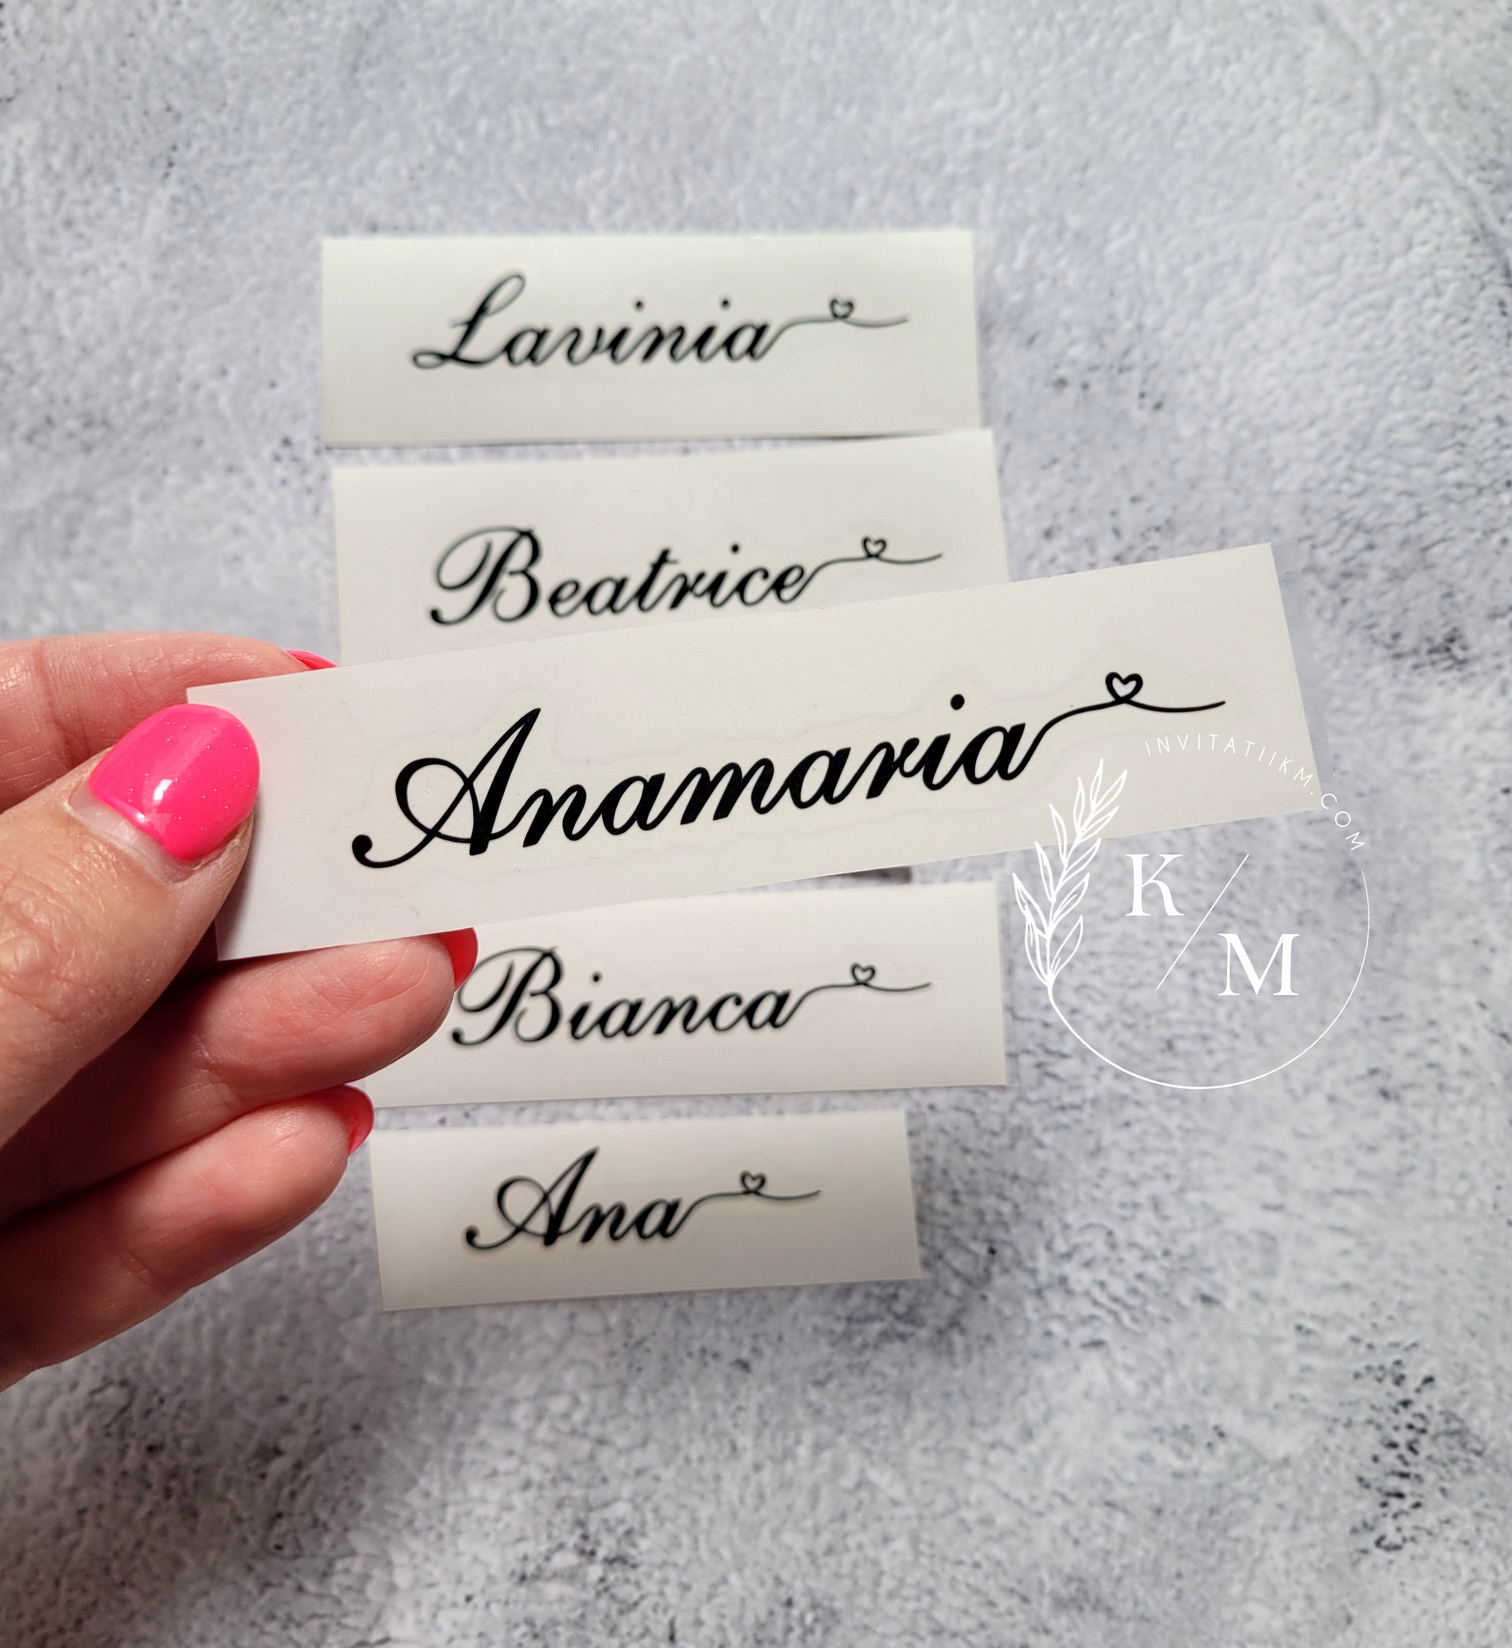 Lavinia
Beatrice
Anamaria
INVITATIIKM.COM
K/M
Bianca
Ana